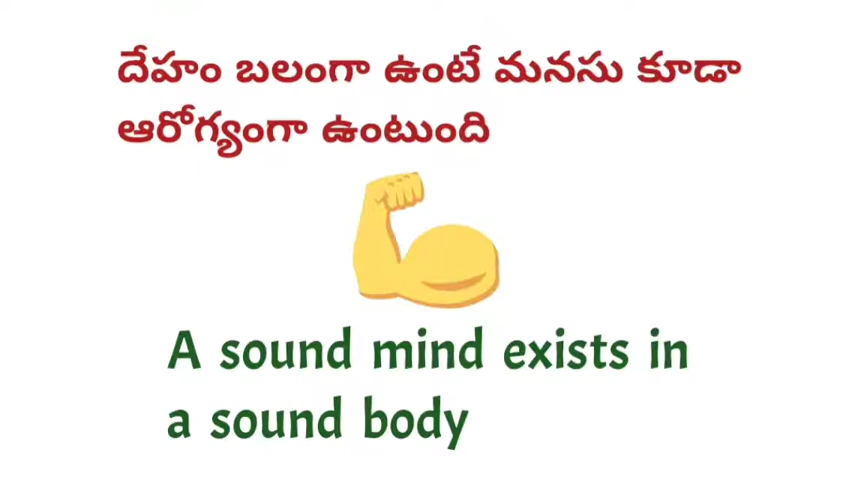 దేహం బలంగా ఉంటే మనసు కూడా
ఆరోగ్యంగా ఉంటుంది
A sound mind exists in
a sound body